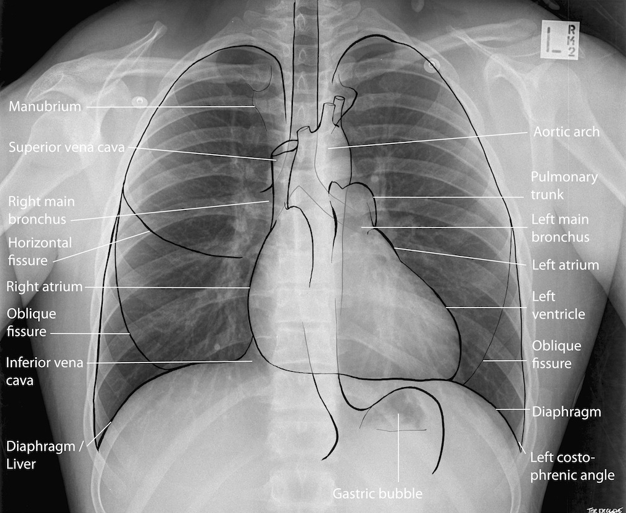 L
R
Manubrium
Superior vena cava
Right main
bronchus
Horizontal
fissure
Right atrium
Oblique
fissure
Inferior vena
cava
Diaphragm /
Liver
Aortic arch
Pulmonary
trunk
Left main
bronchus
Left atrium
Left
ventricle
Oblique
fissure
Diaphragm
Left costo-
phrenic angle
Gastric bubble